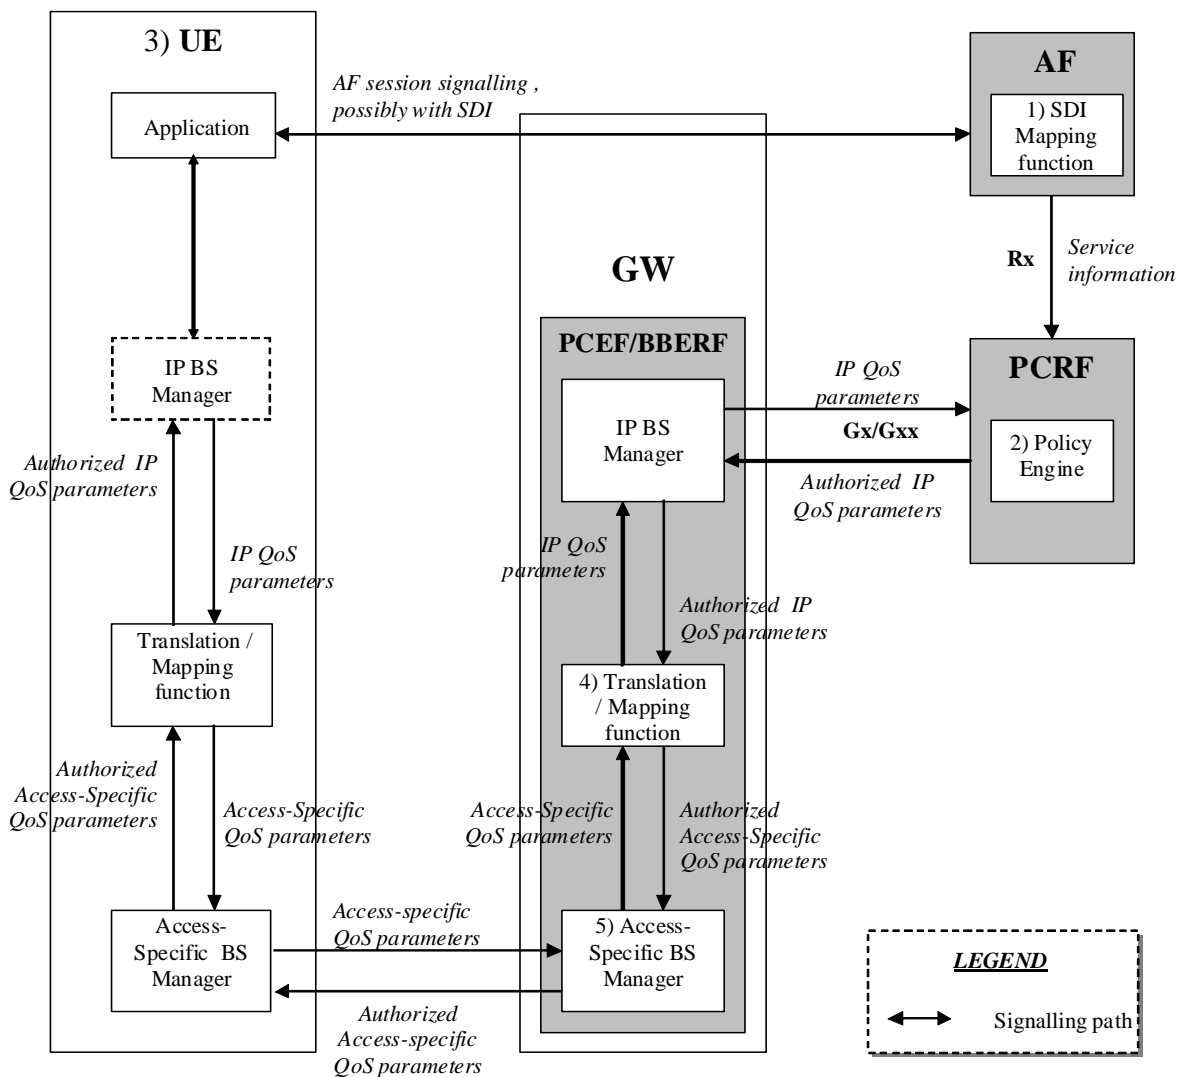 3) UE
Application
AF session signalling ,
possibly with SDI
AF
1) SDI
Mapping
function
Rx
Service
information
GW
PCEF/BBERF
IP BS
Manager
IP BS
Manager
IP QoS
parameters
Gx/Gxx
Authorized IP
QoS parameters
PCRF
2) Policy
Engine
Authorized IP
QoS parameters
IP QoS
parameters
IP QoS
parameters
Authorized IP
QoS parameters
Translation /
Mapping
function
4) Translation
/ Mapping
function
Authorized
Access-Specific
QoS parameters
Access-Specific
QoS parameters
Access-Specific
QoS parameters
Authorized
Access-Specific
QoS parameters
Access-
Specific BS
Manager
Access-specific
QoS parameters
5) Access-
Specific BS
Manager
Authorized
Access-specific
QoS parameters
LEGEND
Signalling path